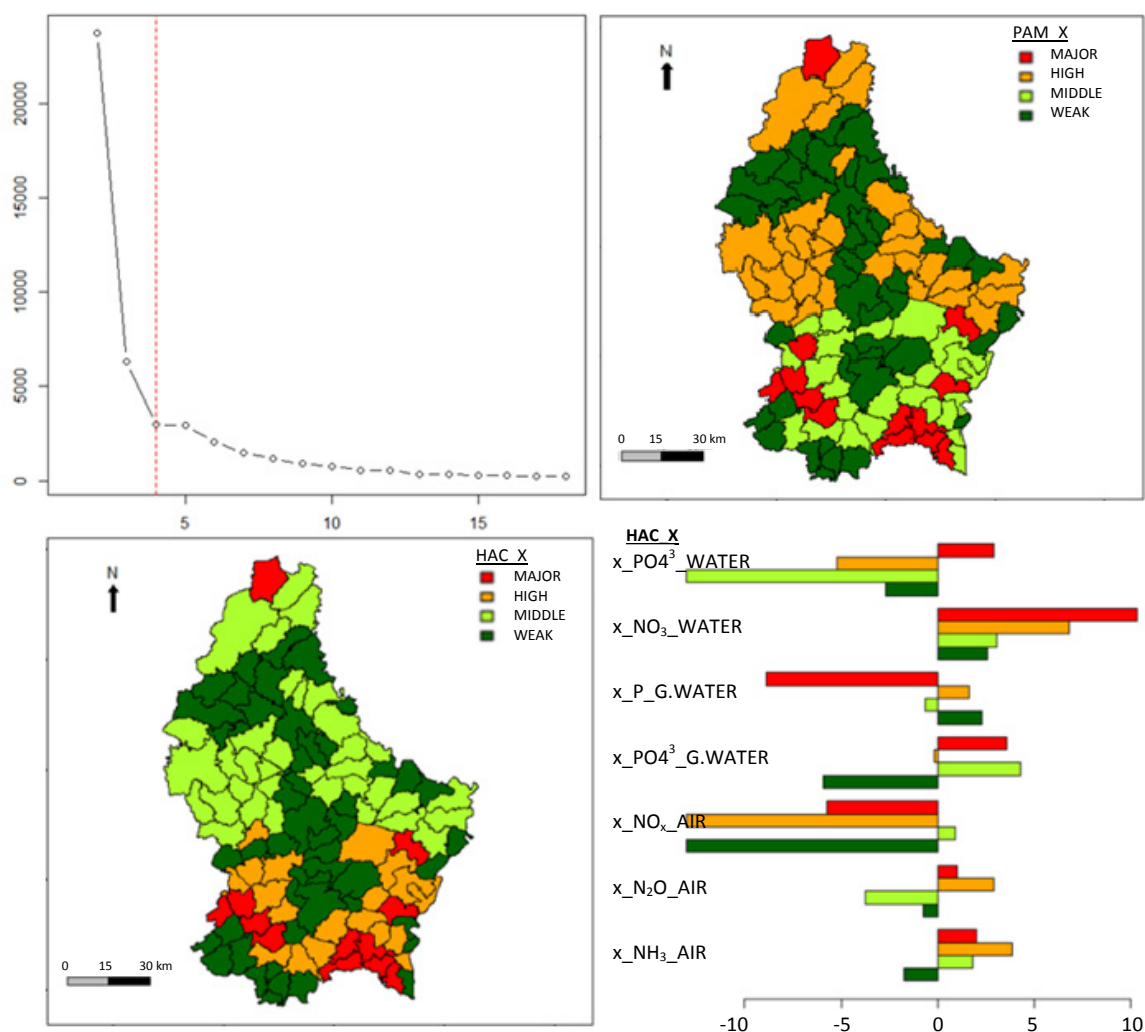 20000
15000
10000
5000
0
5
10
15
PAM_X
N
MAJOR
HIGH
MIDDLE
WEAK
0 15 30 km
HAC_X
N
MAJOR
HIGH
MIDDLE
WEAK
0 15 30 km
HAC_X
x_PO4³_WATER
x_NO₃_WATER
x_P_G.WATER
x_PO4³_G.WATER
x_NOₓ_AIR
x_N₂O_AIR
x_NH₃_AIR
-10 -5 0 5 10